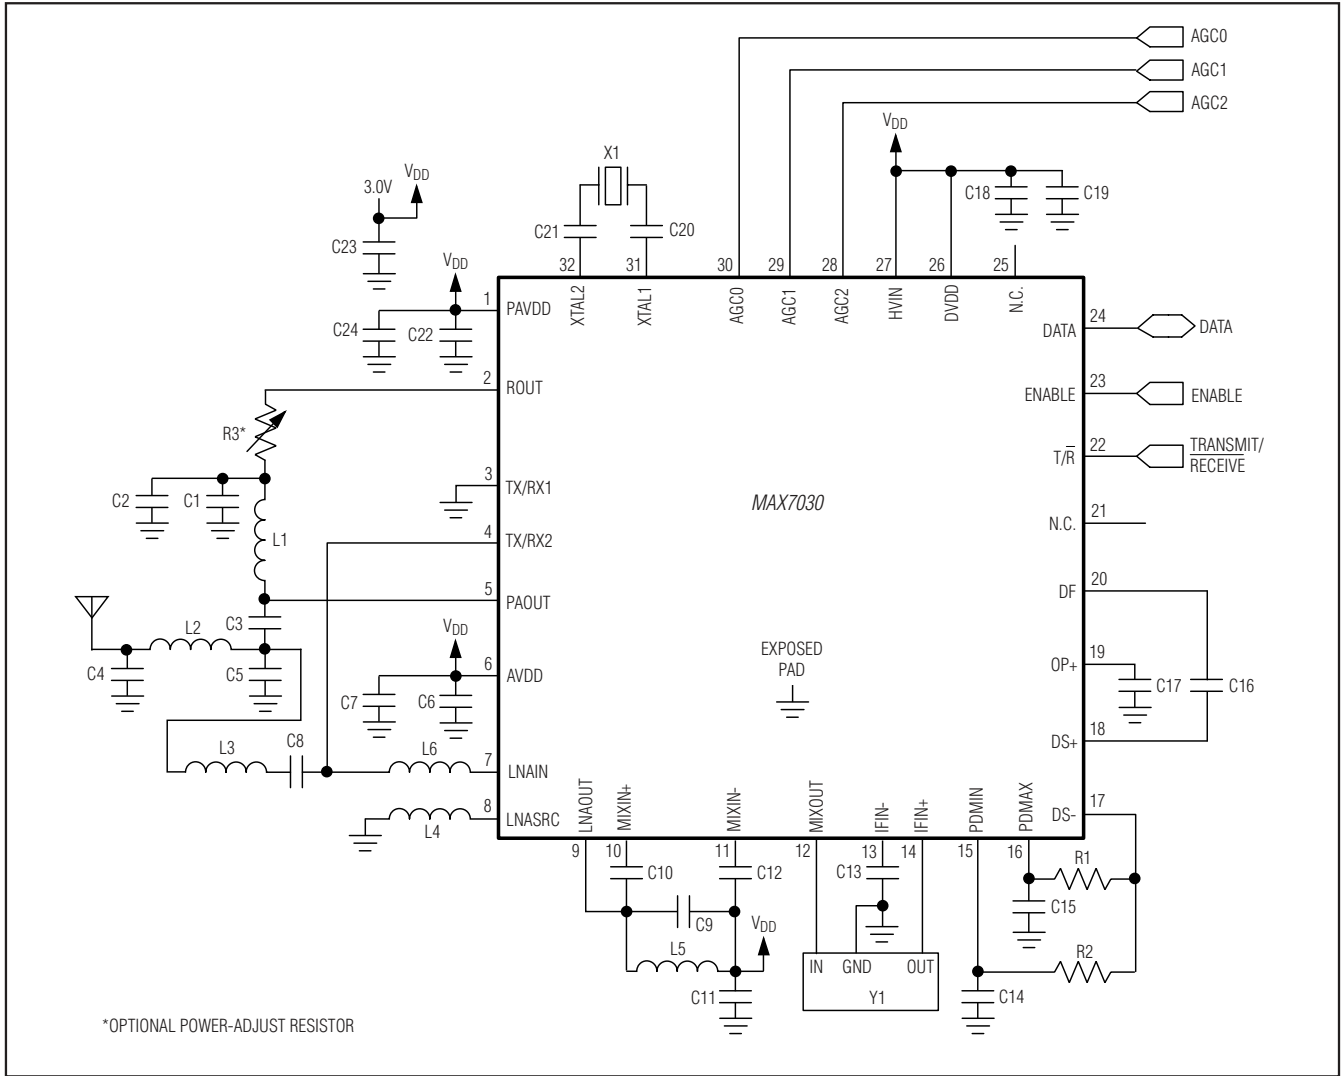 AGC0
AGC1
AGC2
VDD
X1
3.0V
VDD
C18
C19
C21
C20
C23
VDD
32
31
30
29
28
27
26
25
1
PAVDD
XTAL2
XTAL1
AGC0
AGC1
AGC2
HVIN
DVDD
N.C.
24
DATA
DATA
C24
C22
2
ROUT
23
ENABLE
ENABLE
R3*
22
T/R
TRANSMIT/
RECEIVE
3
TX/RX1
C2
C1
MAX7030
21
N.C.
4
TX/RX2
L1
20
DF
5
PAOUT
C3
L2
VDD
EXPOSED
PAD
19
OP+
C4
C5
6
AVDD
C17
C16
C7
C6
18
DS+
L3
C8
L6
7
LNAIN
17
DS-
8
LNASRC
L4
LNAOUT
MIXIN+
MIXIN-
MIXOUT
IFIN-
IFIN+
PDMIN
PDMAX
9
10
11
12
13
14
15
16
C10
C12
C13
R1
C15
C9
VDD
L5
IN
GND
OUT
R2
C11
Y1
C14
*OPTIONAL POWER-ADJUST RESISTOR